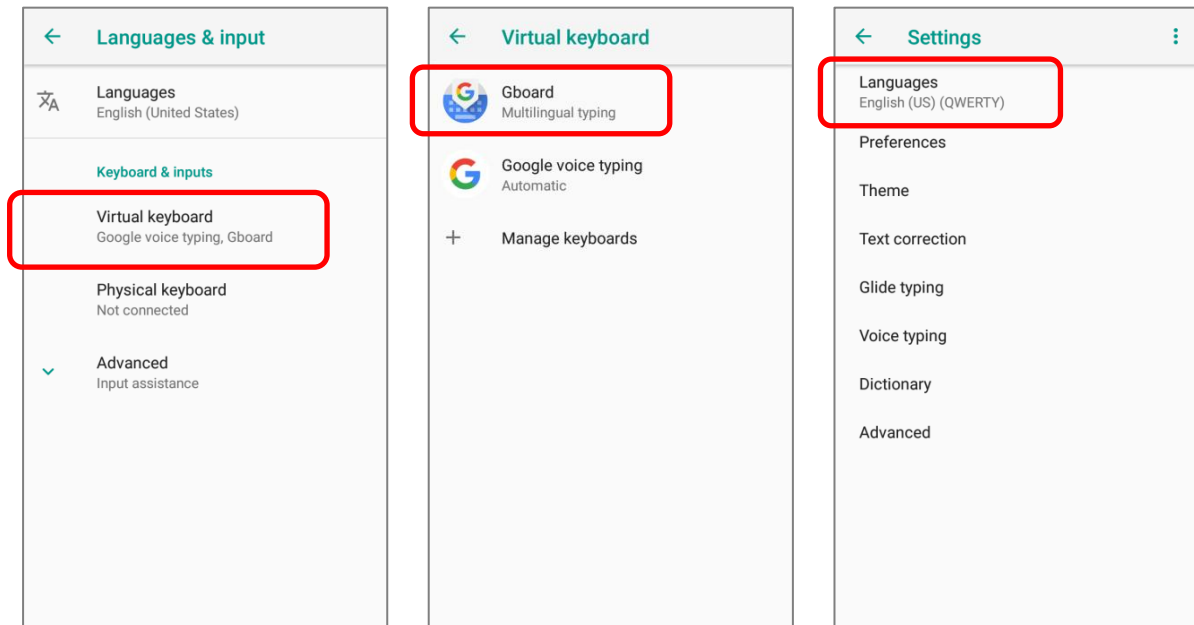 Languages & input
Languages
English (United States)
Keyboard & inputs
Virtual keyboard
Google voice typing, Gboard
Physical keyboard
Not connected
Advanced
Input assistance
Virtual keyboard
Gboard
Multilingual typing
Google voice typing
Automatic
Manage keyboards
Settings
Languages
English (US) (QWERTY)
Preferences
Theme
Text correction
Glide typing
Voice typing
Dictionary
Advanced